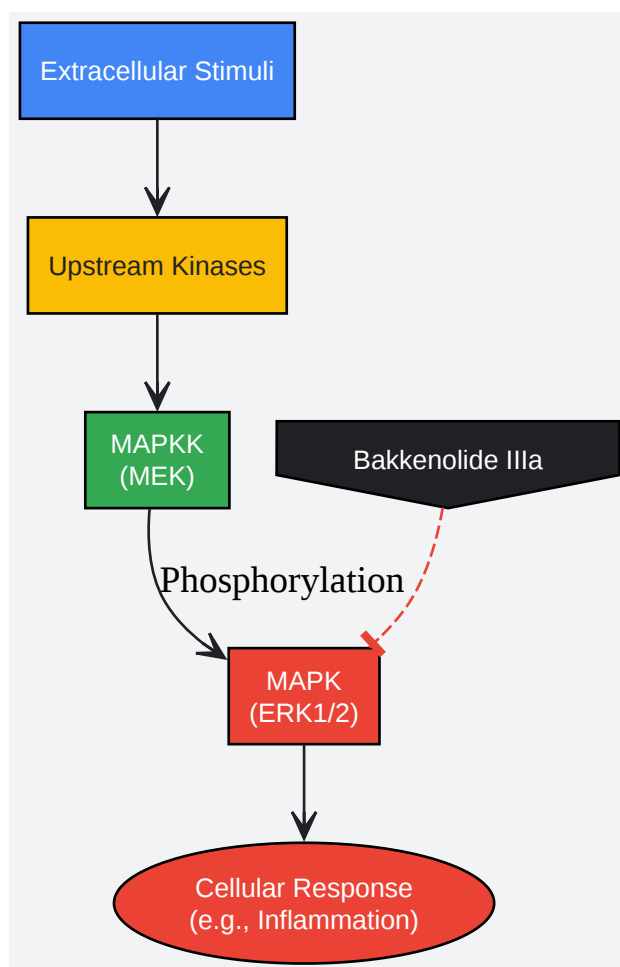 Extracellular Stimuli
Upstream Kinases
MAPKK
(MEK)
Bakkenolide IIIa
Phosphorylation
MAPK
(ERK1/2)
Cellular Response
(e.g., Inflammation)